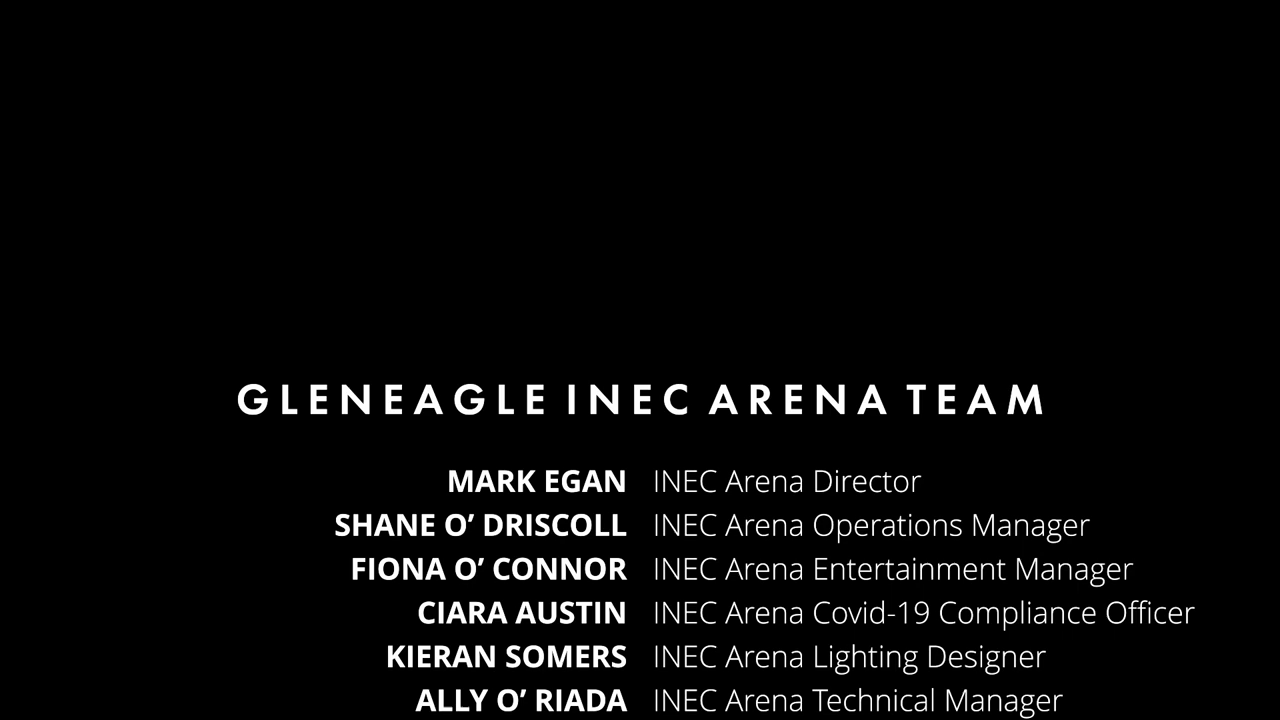 GLENEAGLE INEC ARENA TEAM
MARK EGAN INEC Arena Director
SHANE O’ DRISCOLL INEC Arena Operations Manager
FIONA O’ CONNOR INEC Arena Entertainment Manager
CIARA AUSTIN INEC Arena Covid-19 Compliance Officer
KIERAN SOMERS INEC Arena Lighting Designer
ALLY O’ RIADA INEC Arena Technical Manager